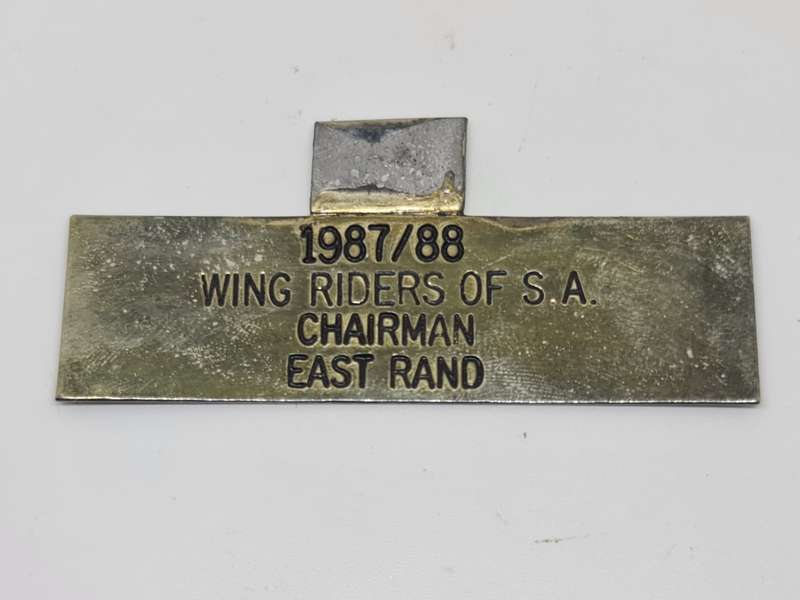 1987/88
WING RIDERS OF S.A.
CHAIRMAN
EAST RAND